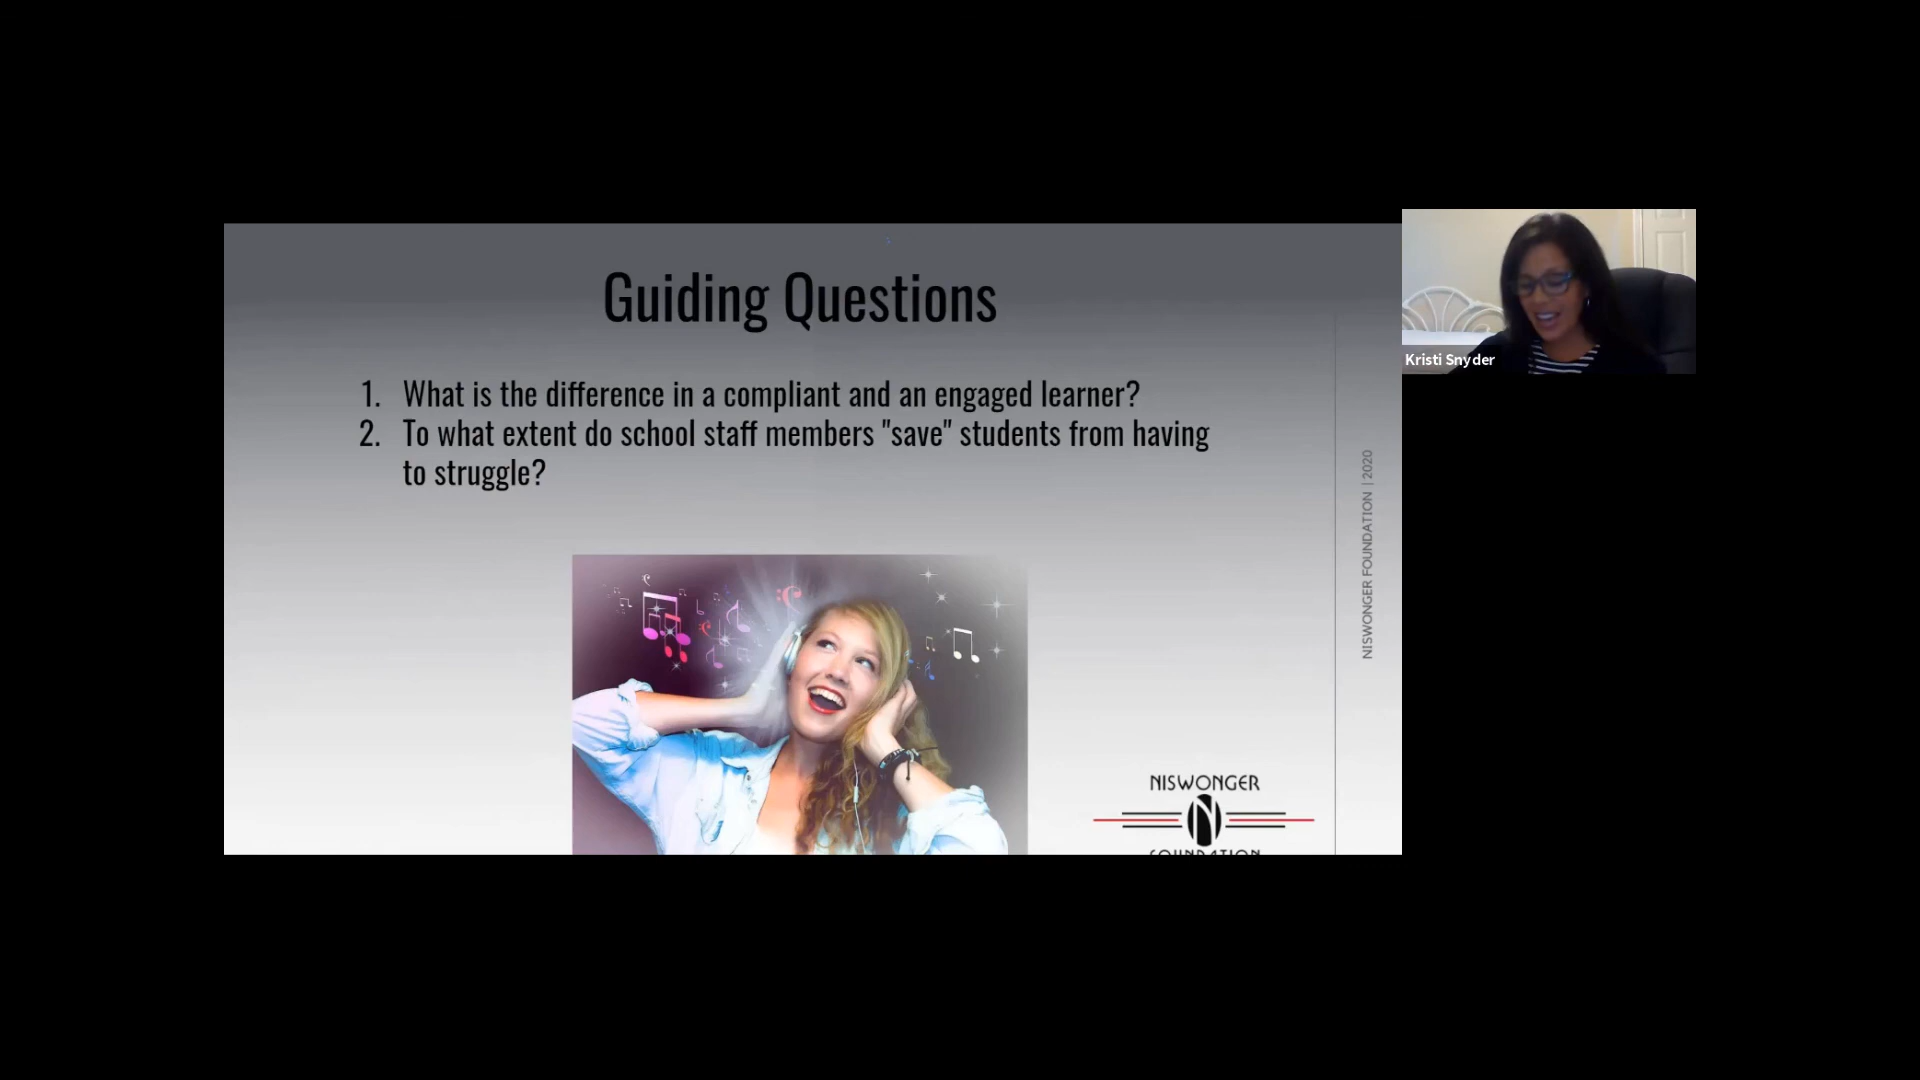 Guiding Questions
1. What is the difference in a compliant and an engaged learner?
2. To what extent do school staff members "save" students from having
to struggle?
Kristi Snyder
NISWONGER FOUNDATION | 2020
NISWONGER
FOUNDATION